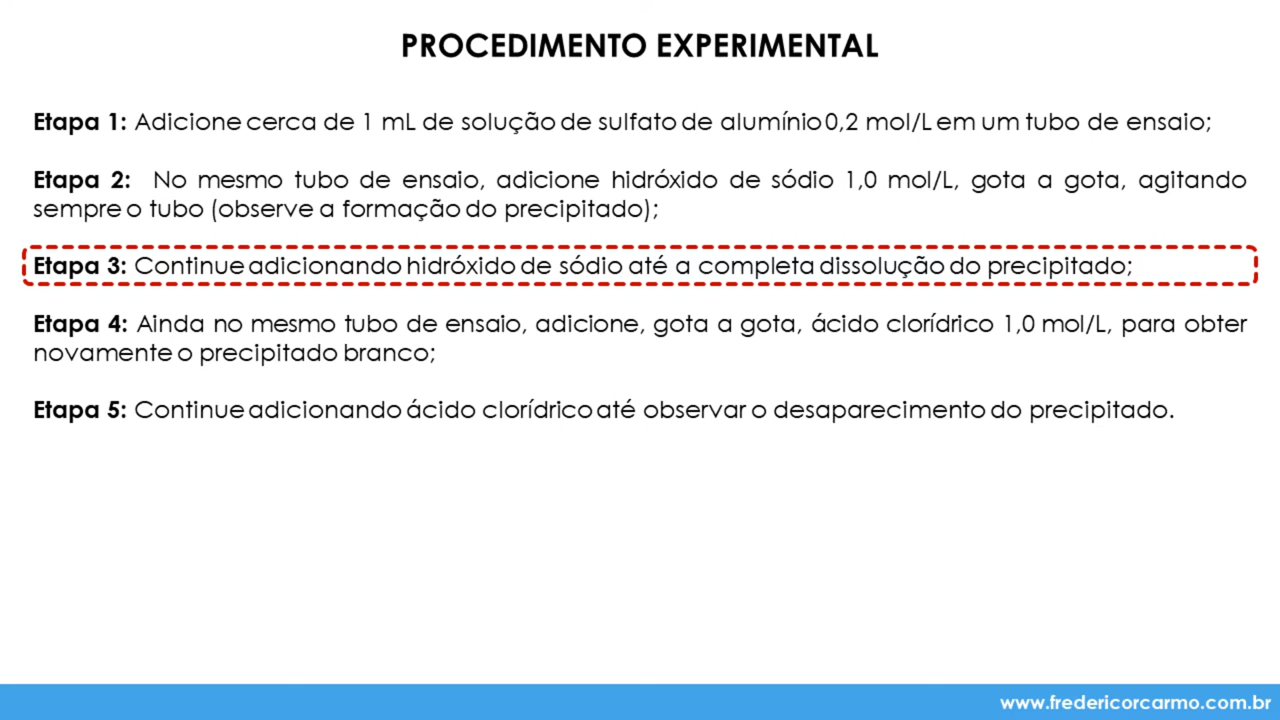 PROCEDIMENTO EXPERIMENTAL
Etapa 1: Adicione cerca de 1 mL de solução de sulfato de alumínio 0,2 mol/L em um tubo de ensaio;
Etapa 2: No mesmo tubo de ensaio, adicione hidróxido de sódio 1,0 mol/L, gota a gota, agitando
sempre o tubo (observe a formação do precipitado);
Etapa 3: Continue adicionando hidróxido de sódio até a completa dissolução do precipitado;
Etapa 4: Ainda no mesmo tubo de ensaio, adicione, gota a gota, ácido clorídrico 1,0 mol/L, para obter
novamente o precipitado branco;
Etapa 5: Continue adicionando ácido clorídrico até observar o desaparecimento do precipitado.
www.fredericorcarmo.com.br